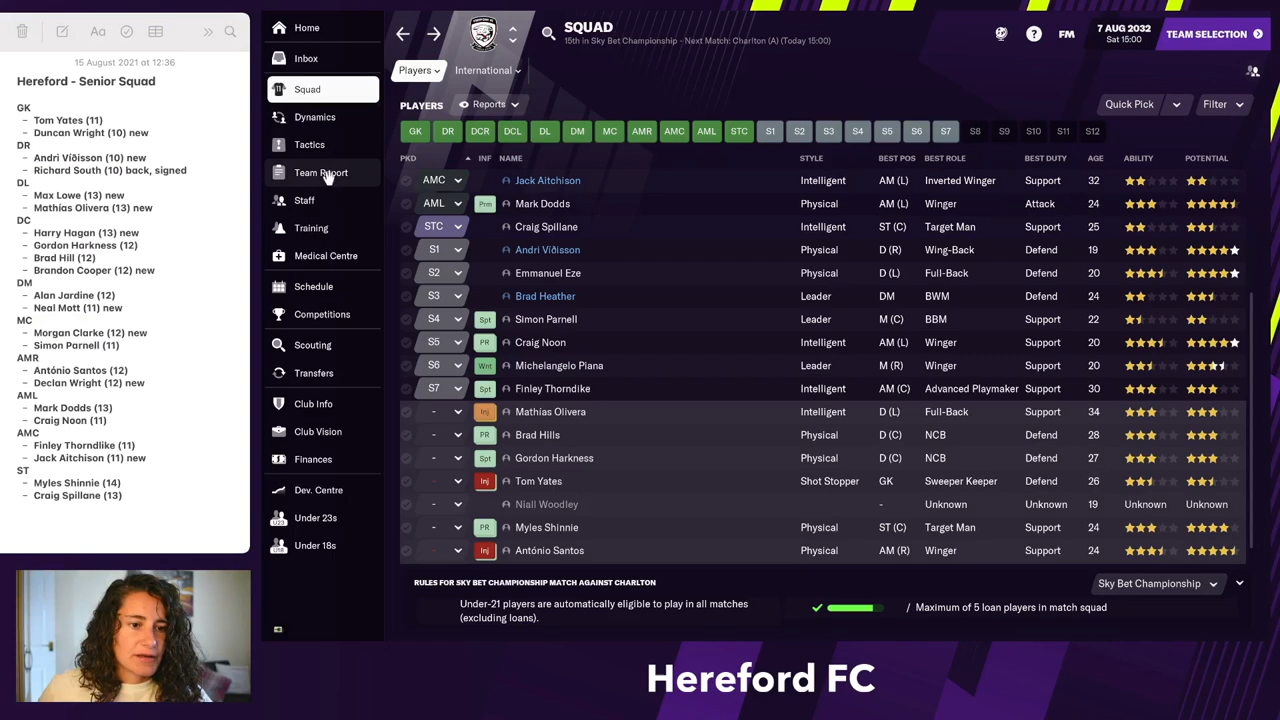 15 August 2021 at 12:36
Hereford - Senior Squad
GK
- Tom Yates (11)
- Duncan Wright (10) new
DR
- Andri Víðisson (10) new
- Richard South (10) back, signed
DL
- Max Lowe (13) new
- Mathías Olivera (13) new
DC
- Harry Hagan (13) new
- Gordon Harkness (12)
- Brad Hill (12)
- Brandon Cooper (12) new
DM
- Alan Jardine (12)
- Neal Mott (11) new
MC
- Morgan Clarke (12) new
- Simon Parnell (11)
AMR
- António Santos (12)
- Declan Wright (12) new
AML
- Mark Dodds (13)
- Craig Noon (11)
AMC
- Finley Thorndlike (11)
- Jack Aitchison (11) new
ST
- Myles Shinnie (14)
- Craig Spillane (13)
Home
Inbox
Squad
Dynamics
Tactics
Team Report
Staff
Training
Medical Centre
Schedule
Competitions
Scouting
Transfers
Club Info
Club Vision
Finances
Dev. Centre
Under 23s
Under 18s
SQUAD
15th in Sky Bet Championship - Next Match: Charlton (A) (Today 15:00)
FM
7 AUG 2032
Sat 15:00
TEAM SELECTION
Players
International
PLAYERS Reports
Quick Pick Filter
GK DR DCR DCL DL DM MC AMR AMC AML STC S1 S2 S3 S4 S5 S6 S7 S8 S9 S10 S11 S12
PKD INF NAME STYLE BEST POS BEST ROLE BEST DUTY AGE ABILITY POTENTIAL
AMC Jack Aitchison Intelligent AM (L) Inverted Winger Support 32
AML Prm Mark Dodds Physical AM (L) Winger Attack 24
STC Craig Spillane Intelligent ST (C) Target Man Support 25
S1 Andri Víðisson Physical D (R) Wing-Back Defend 19
S2 Emmanuel Eze Physical D (L) Full-Back Defend 20
S3 Brad Heather Leader DM BWM Defend 24
S4 Spt Simon Parnell Leader M (C) BBM Support 22
S5 PR Craig Noon Intelligent AM (L) Winger Support 20
S6 Wnt Michelangelo Piana Leader M (R) Winger Support 20
S7 Spt Finley Thorndike Intelligent AM (C) Advanced Playmaker Support 30
- Inj Mathías Olivera Intelligent D (L) Full-Back Support 34
- PR Brad Hills Physical D (C) NCB Defend 28
- Spt Gordon Harkness Physical D (C) NCB Defend 27
- Inj Tom Yates Shot Stopper GK Sweeper Keeper Defend 26
- Niall Woodley - Unknown Unknown 19 Unknown Unknown
- PR Myles Shinnie Physical ST (C) Target Man Support 24
- Inj António Santos Physical AM (R) Winger Support 24
RULES FOR SKY BET CHAMPIONSHIP MATCH AGAINST CHARLTON
Sky Bet Championship
Under-21 players are automatically eligible to play in all matches
(excluding loans).
/ Maximum of 5 loan players in match squad
Hereford FC